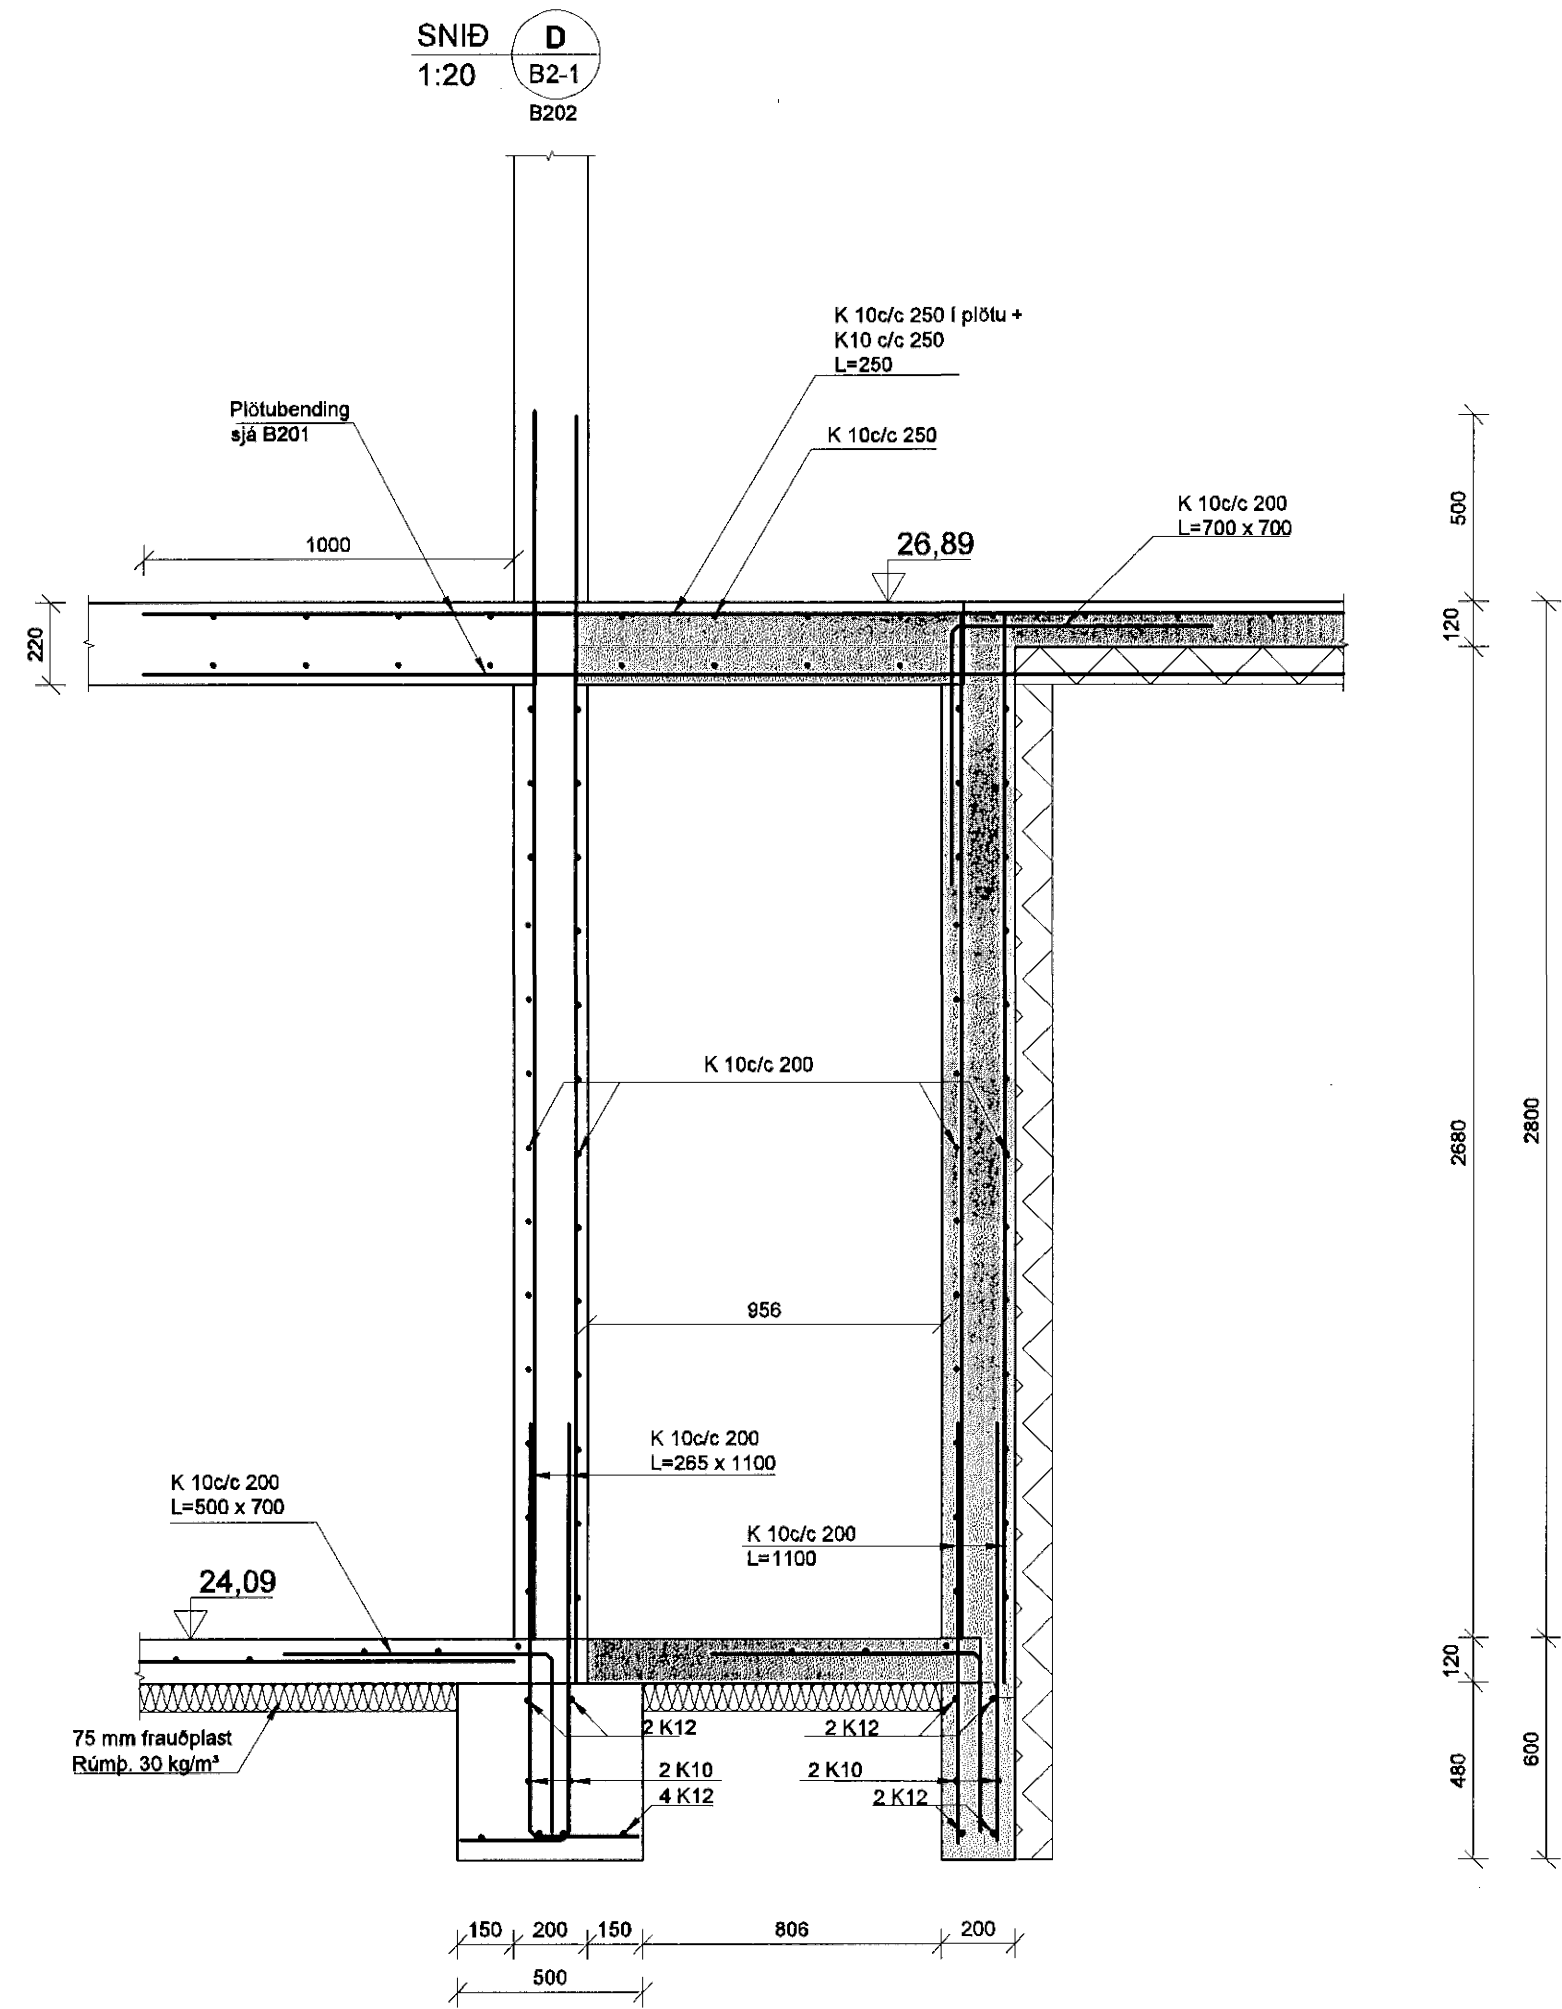 SNIÐ
1:20
D
B2-1
B202
K 10c/c 250 í plötu +
K10 c/c 250
L=250
Plötubending
sjá B201
K 10c/c 250
K 10c/c 200
L=700 x 700
1000
26,89
500
220
120
K 10c/c 200
2680
2800
956
K 10c/c 200
L=265 x 1100
K 10c/c 200
L=500 x 700
K 10c/c 200
L=1100
24,09
120
75 mm frauðplast
Rúmþ. 30 kg/m³
2 K12
2 K12
2 K10
2 K10
4 K12
2 K12
480
600
150
200
150
806
200
500